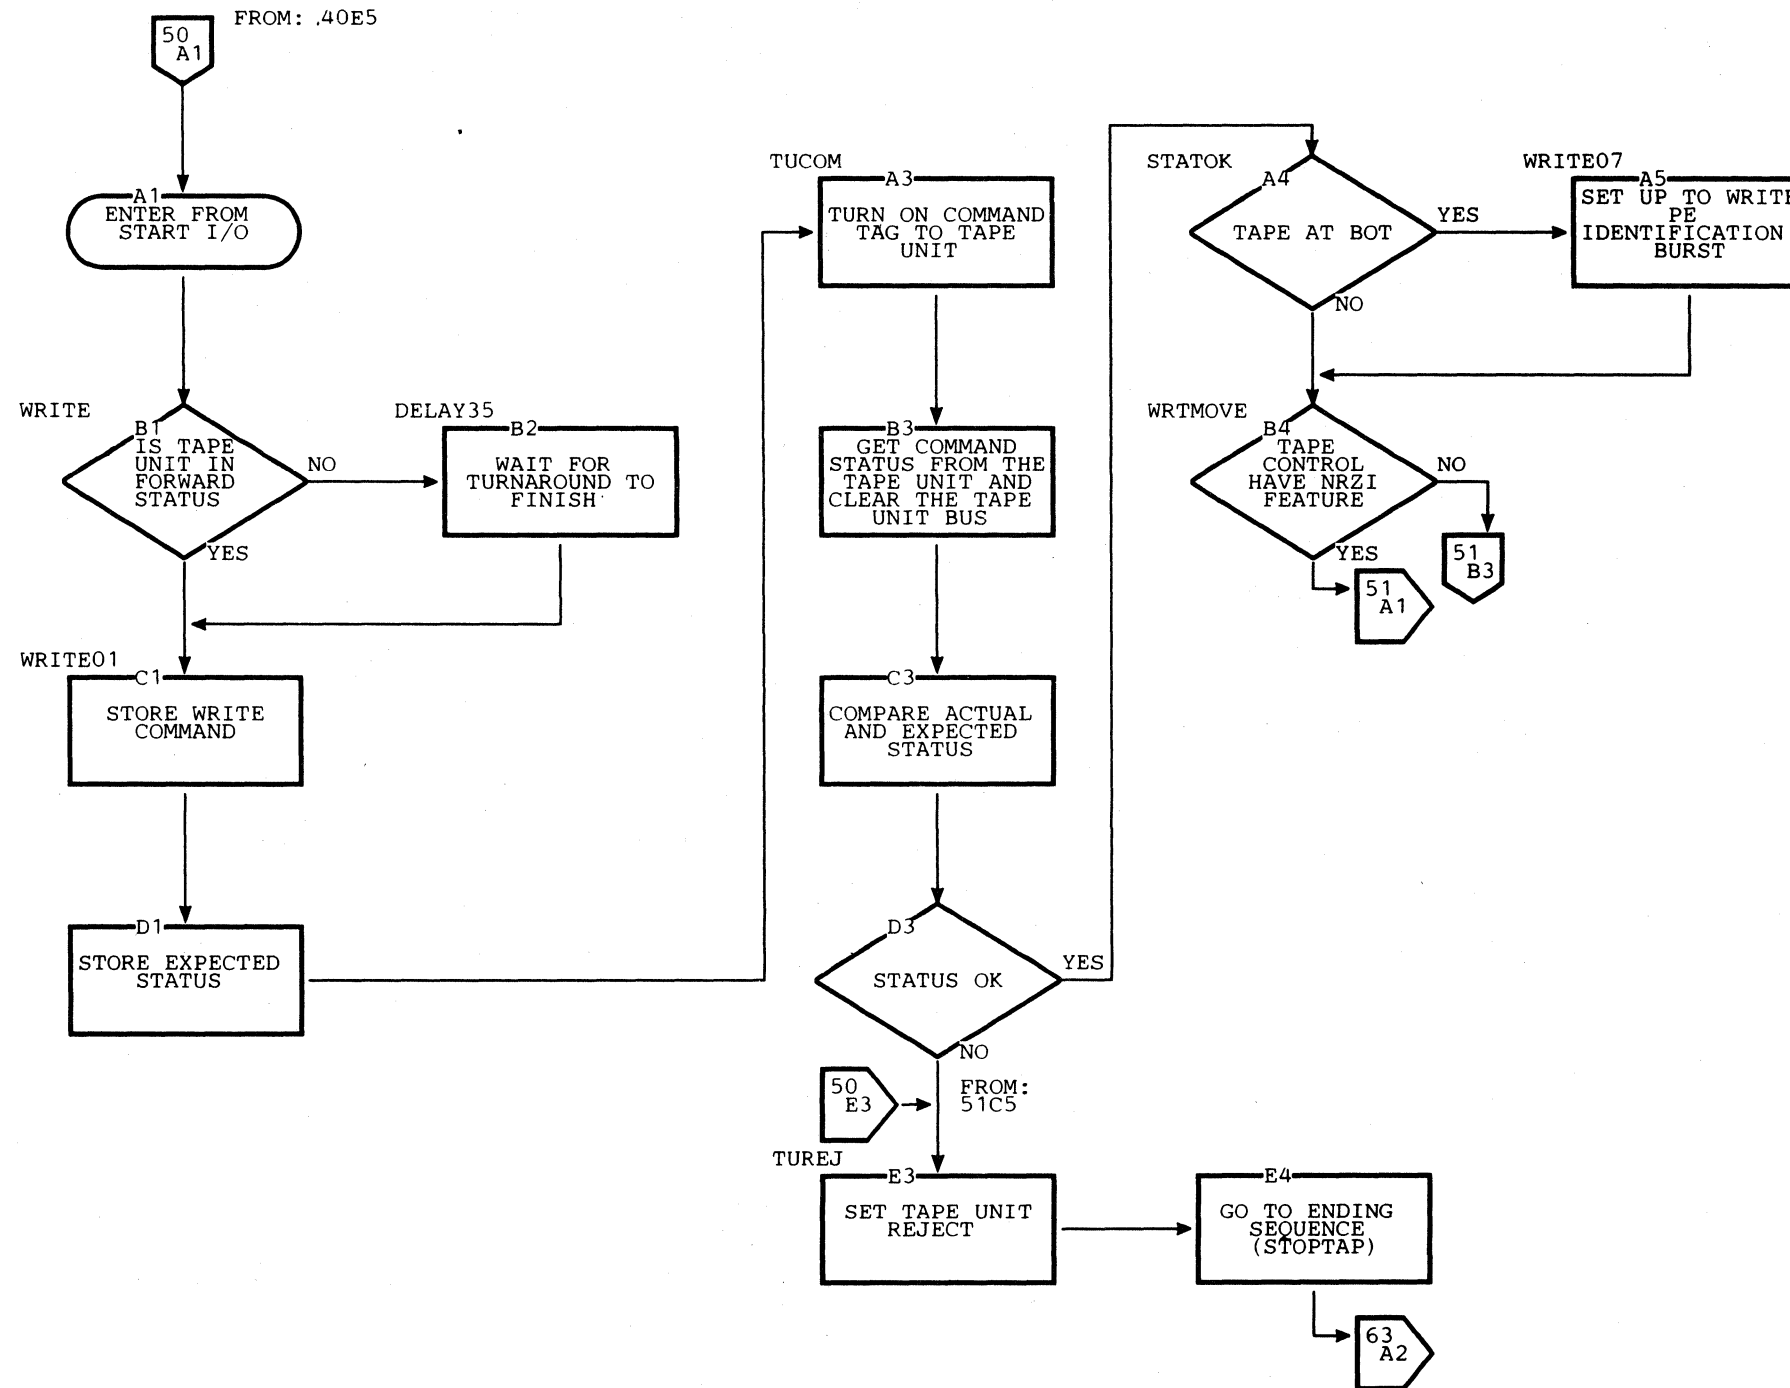 50
A1
FROM: .40E5
A1
ENTER FROM
START I/O
WRITE
B1
IS TAPE
UNIT IN
FORWARD
STATUS
NO
YES
DELAY35
B2
WAIT FOR
TURNAROUND TO
FINISH
WRITE01
C1
STORE WRITE
COMMAND
D1
STORE EXPECTED
STATUS
TUCOM
A3
TURN ON COMMAND
TAG TO TAPE
UNIT
B3
GET COMMAND
STATUS FROM THE
TAPE UNIT AND
CLEAR THE TAPE
UNIT BUS
C3
COMPARE ACTUAL
AND EXPECTED
STATUS
D3
STATUS OK
YES
NO
50
E3
FROM:
51C5
TUREJ
E3
SET TAPE UNIT
REJECT
E4
GO TO ENDING
SEQUENCE
(STOPTAP)
63
A2
STATOK
A4
TAPE AT BOT
YES
NO
WRITE07
A5
SET UP TO WRITE
PE
IDENTIFICATION
BURST
WRTMOVE
B4
TAPE
CONTROL
HAVE NRZI
FEATURE
NO
YES
51
B3
51
A1